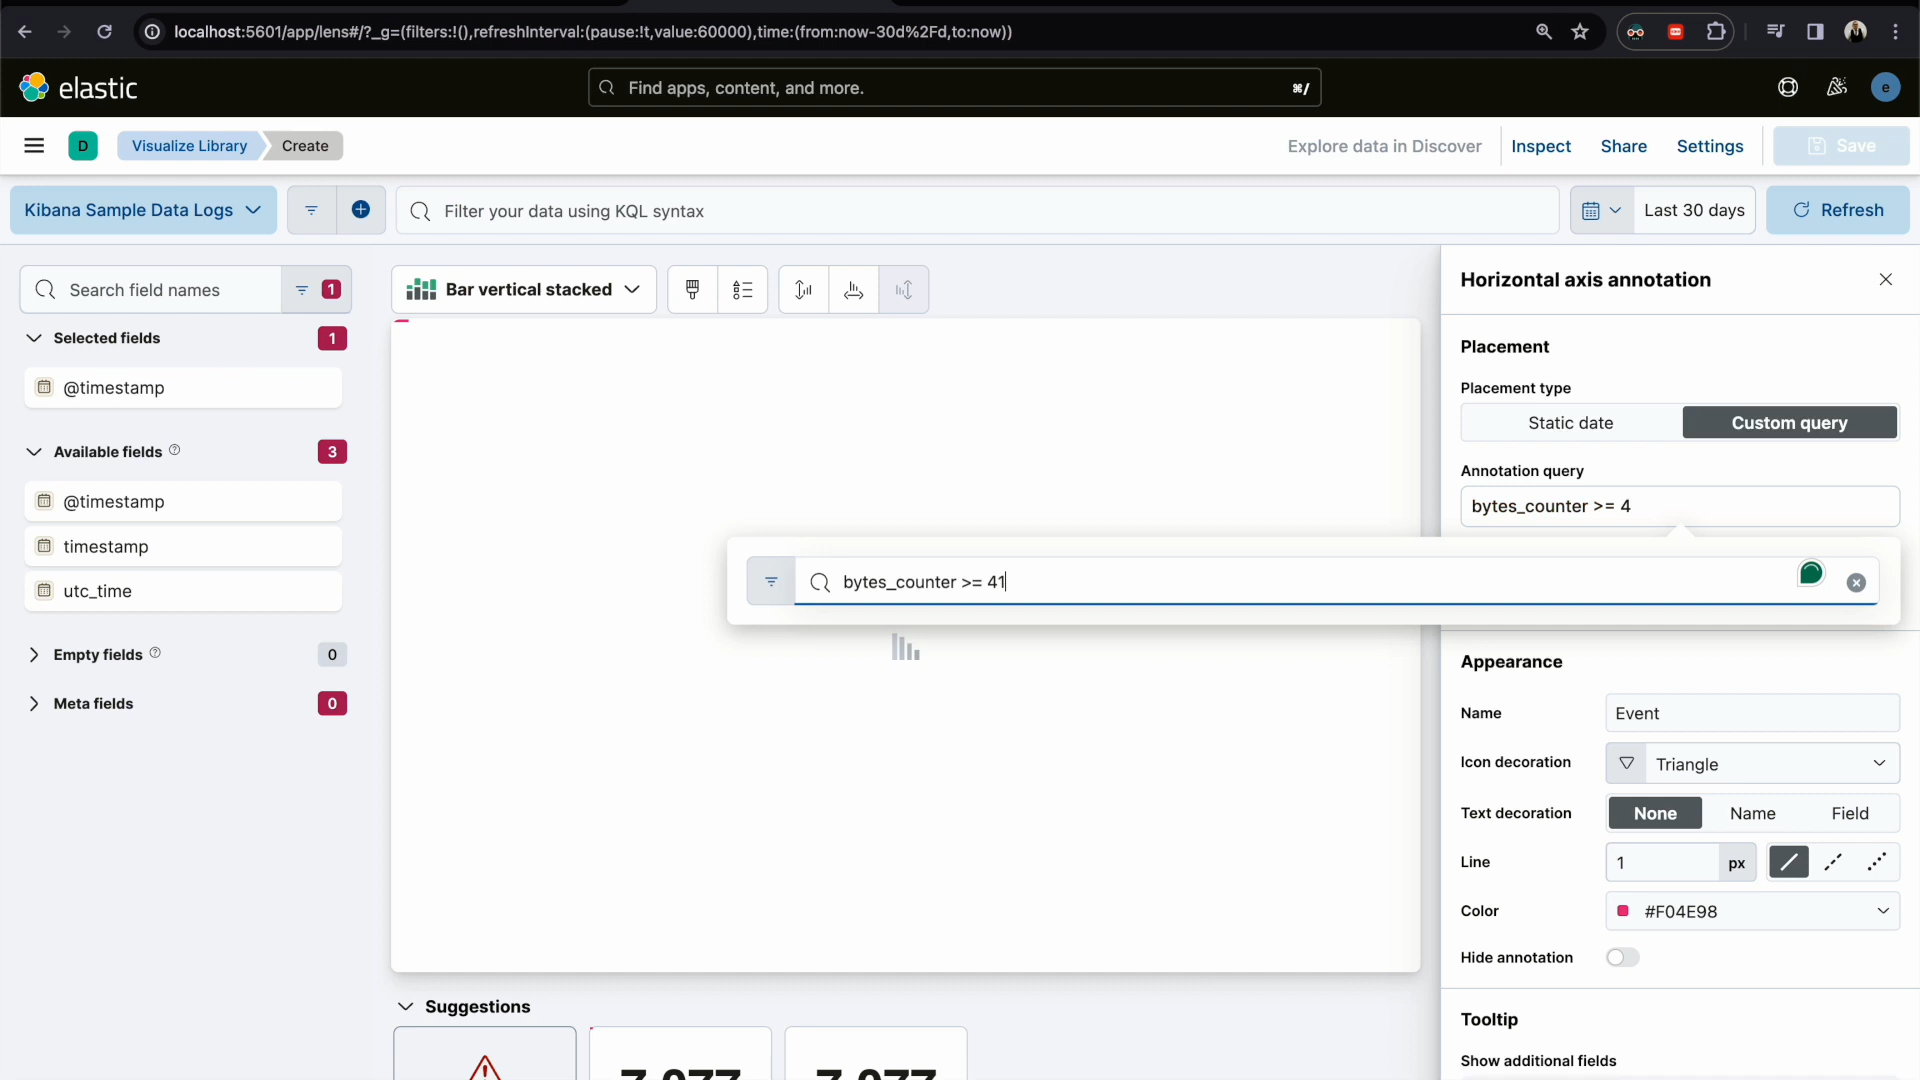 localhost:5601/app/lens#/?_g=(filters:!(),refreshInterval:(pause:!t,value:60000),time:(from:now-30d%2Fd,to:now))
elastic
Find apps, content, and more.
⌘/
e
D
Visualize Library
Create
Explore data in Discover
Inspect
Share
Settings
Save
Kibana Sample Data Logs
Filter your data using KQL syntax
Last 30 days
Refresh
Search field names
1
Bar vertical stacked
Horizontal axis annotation
Selected fields
1
@timestamp
Available fields
3
@timestamp
timestamp
utc_time
Empty fields
0
Meta fields
0
Placement
Placement type
Static date
Custom query
Annotation query
bytes_counter >= 4
bytes_counter >= 41
Appearance
Name
Event
Icon decoration
Triangle
Text decoration
None
Name
Field
Line
1
px
Color
#F04E98
Hide annotation
Tooltip
Show additional fields
Suggestions